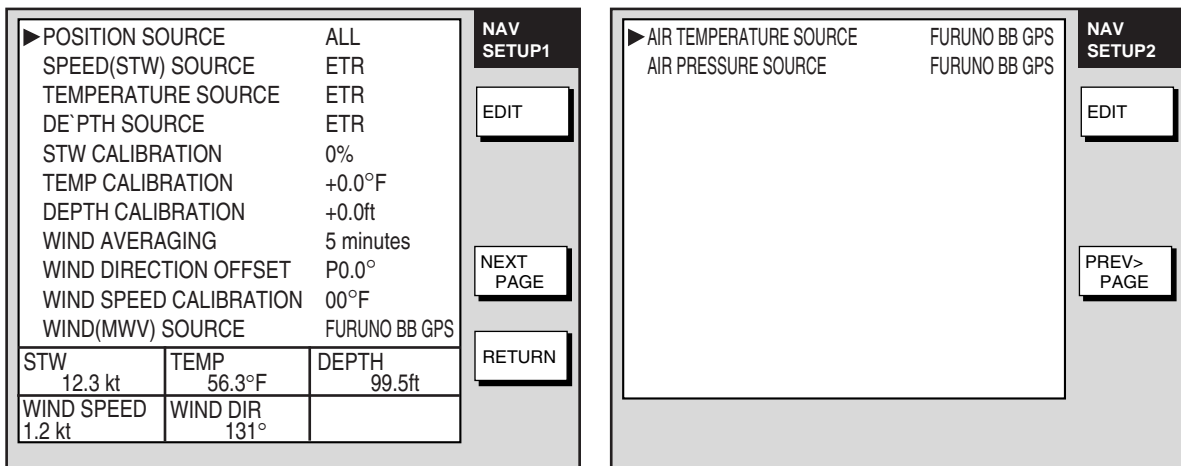 ▶POSITION SOURCE ALL
SPEED(STW) SOURCE ETR
TEMPERATURE SOURCE ETR
DE`PTH SOURCE ETR
STW CALIBRATION 0%
TEMP CALIBRATION +0.0°F
DEPTH CALIBRATION +0.0ft
WIND AVERAGING 5 minutes
WIND DIRECTION OFFSET P0.0°
WIND SPEED CALIBRATION 00°F
WIND(MWV) SOURCE FURUNO BB GPS
STW TEMP DEPTH
12.3 kt 56.3°F 99.5ft
WIND SPEED WIND DIR
1.2 kt 131°
NAV
SETUP1
EDIT
NEXT
PAGE
RETURN
▶AIR TEMPERATURE SOURCE FURUNO BB GPS
AIR PRESSURE SOURCE FURUNO BB GPS
NAV
SETUP2
EDIT
PREV>
PAGE